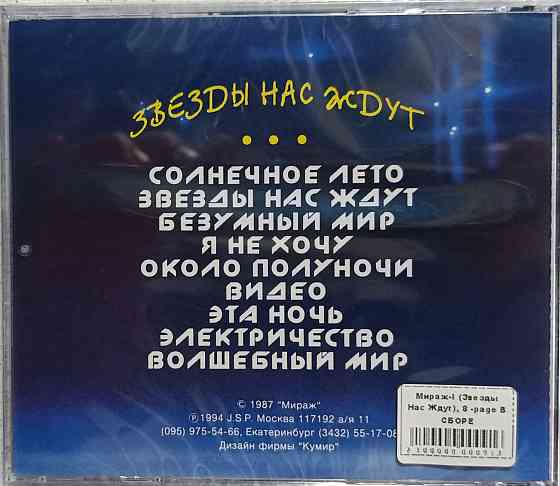 ЗВЕЗДЫ НАС ЖДУТ
...
СОЛНЕЧНОЕ ЛЕТО
ЗВЕЗДЫ НАС ЖДУТ
БЕЗУМНЫЙ МИР
Я НЕ ХОЧУ
ОКОЛО ПОЛУНОЧИ
ВИДЕО
ЭТА НОЧЬ
ЭЛЕКТРИЧЕСТВО
ВОЛШЕБНЫЙ МИР
© 1987 "Мираж"
℗ 1994 J.S.P. Москва 117192 а/я 11
(095) 975-54-66, Екатеринбург (3432) 55-17-08
Дизайн фирмы "Кумир"
Мираж-I (Звезды
Нас Ждут), 8 -page В
СБОРЕ